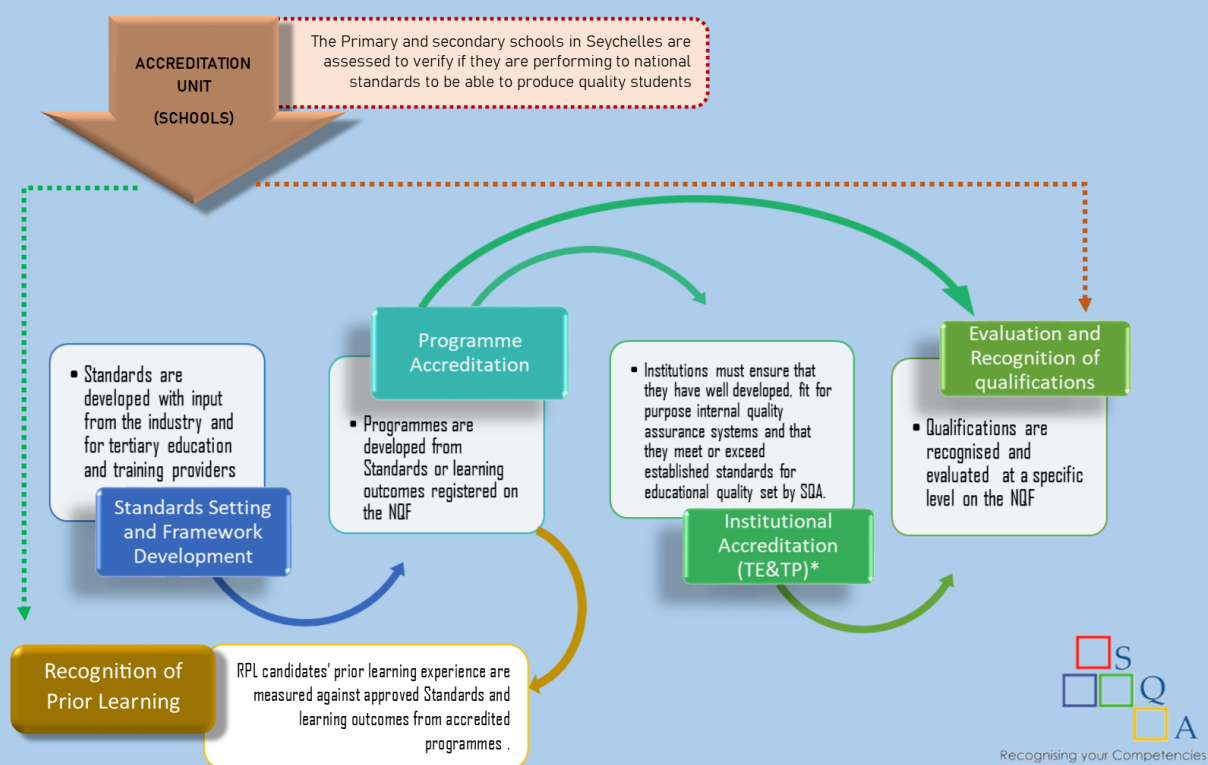 ACCREDITATION
UNIT
(SCHOOLS)
The Primary and secondary schools in Seychelles are
assessed to verify if they are performing to national
standards to be able to produce quality students
▪ Standards are
developed with input
from the industry and
for tertiary education
and training providers
Standards Setting
and Framework
Development
Programme
Accreditation
▪ Programmes are
developed from
Standards or learning
outcomes registered on
the NQF
▪ Institutions must ensure that
they have well developed, fit for
purpose internal quality
assurance systems and that
they meet or exceed
established standards for
educational quality set by SQA.
Institutional
Accreditation
(TE&TP)*
Evaluation and
Recognition of
qualifications
▪ Qualifications are
recognised and
evaluated at a specific
level on the NQF
Recognition of
Prior Learning
RPL candidates' prior learning experience are
measured against approved Standards and
learning outcomes from accredited
programmes .
S
Q
A
Recognising your Competencies